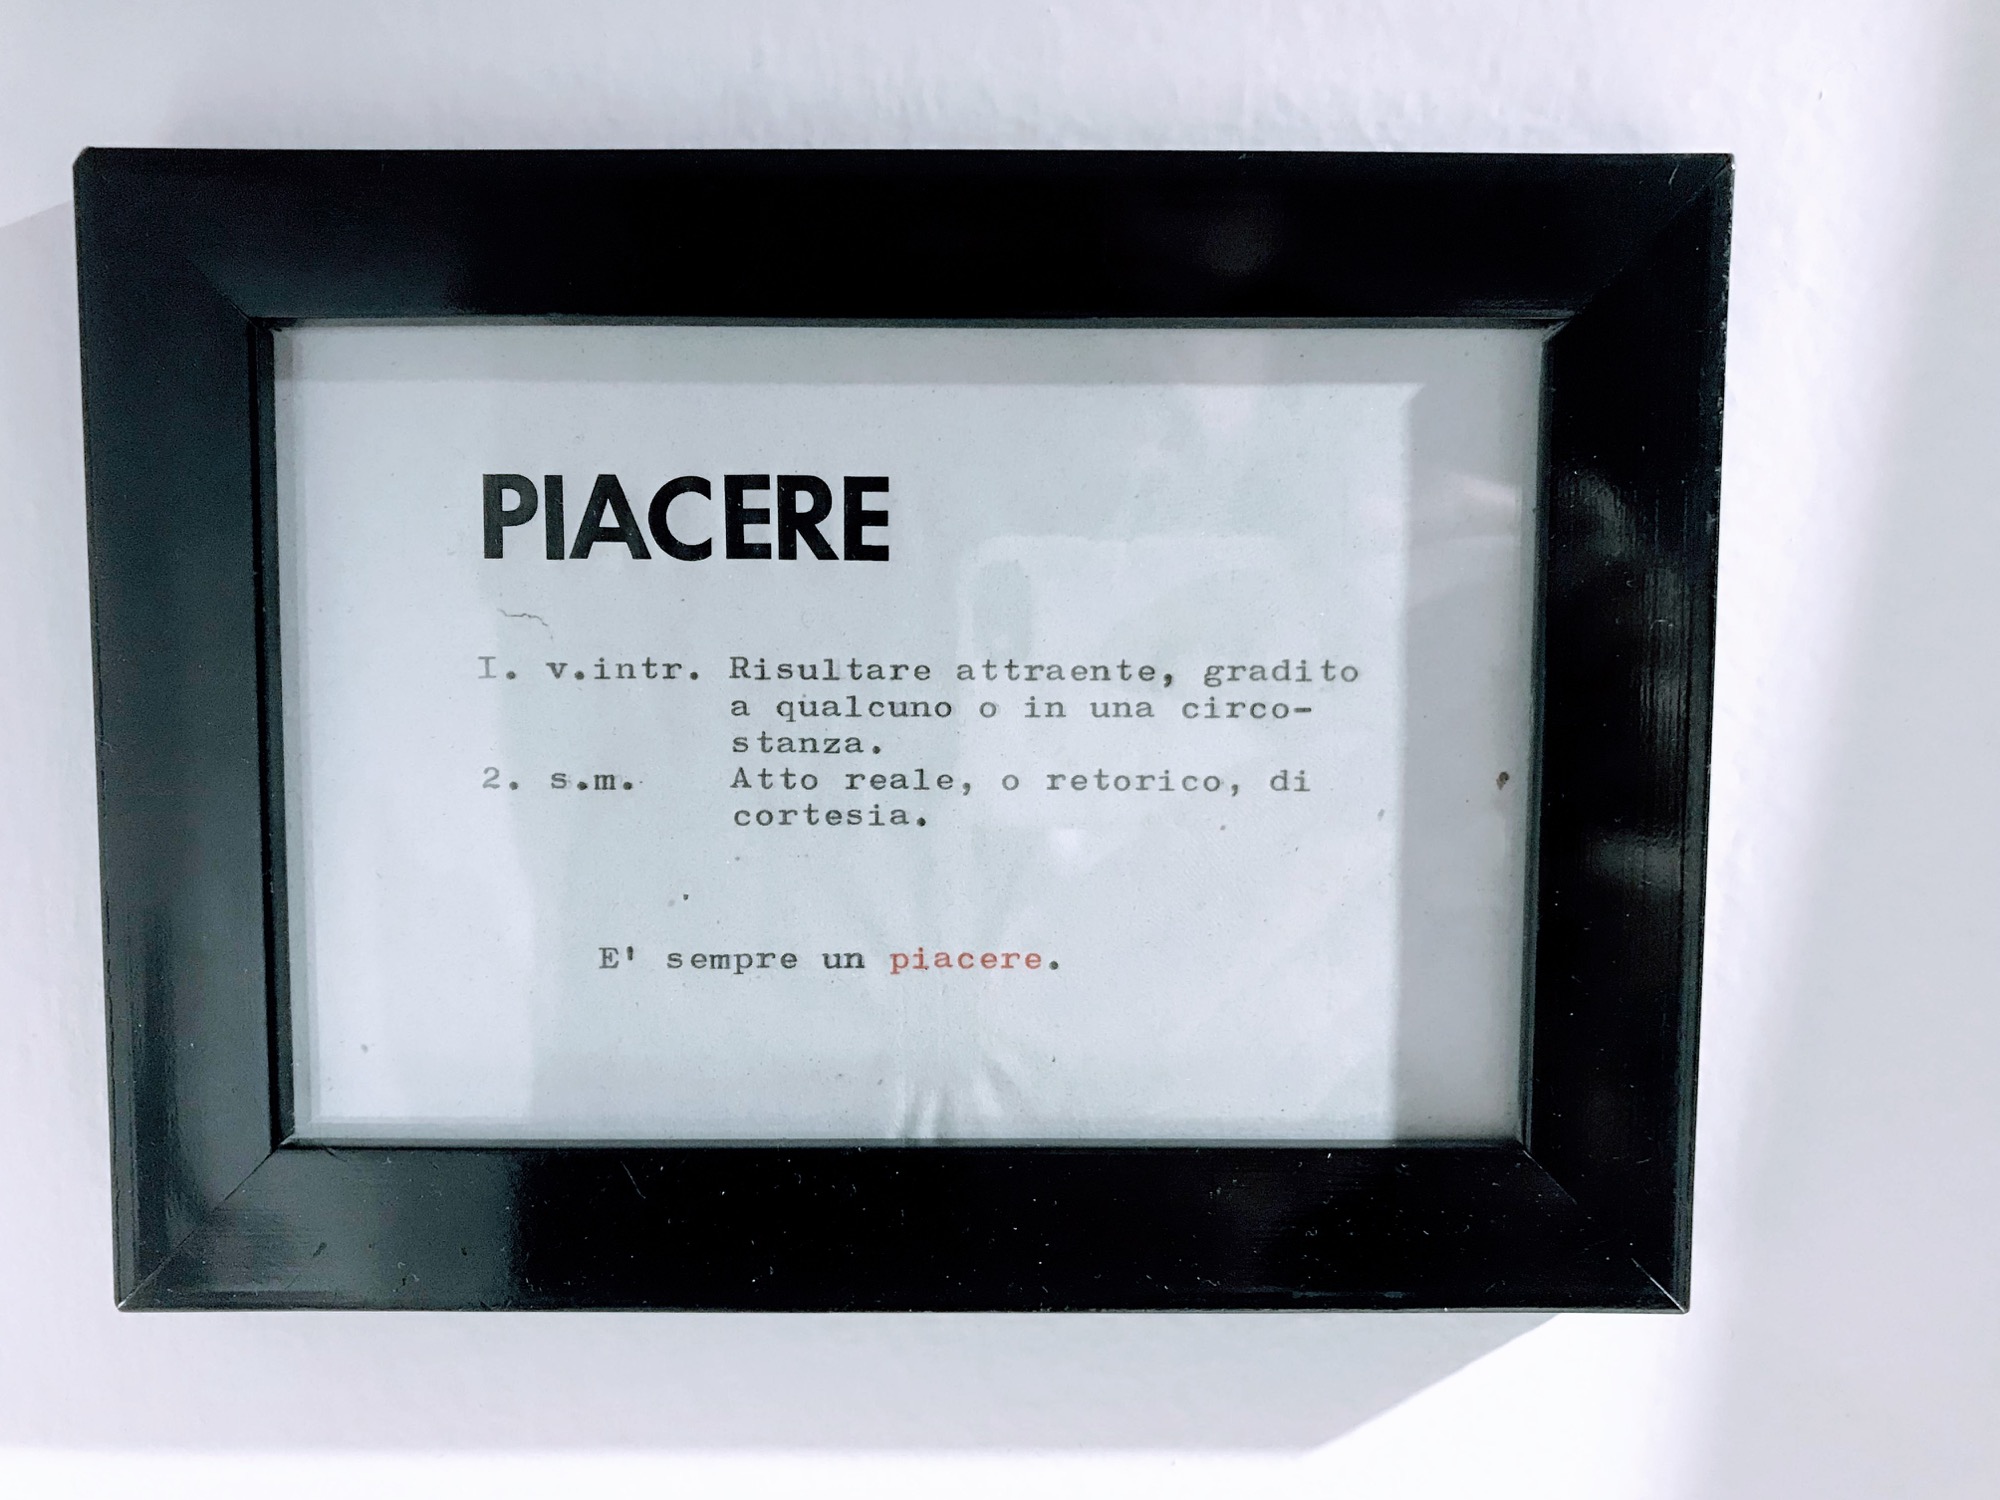 PIACERE
I. v.intr. Risultare attraente, gradito
a qualcuno o in una circo-
stanza.
2. s.m. Atto reale, o retorico, di
cortesia.
E' sempre un piacere.